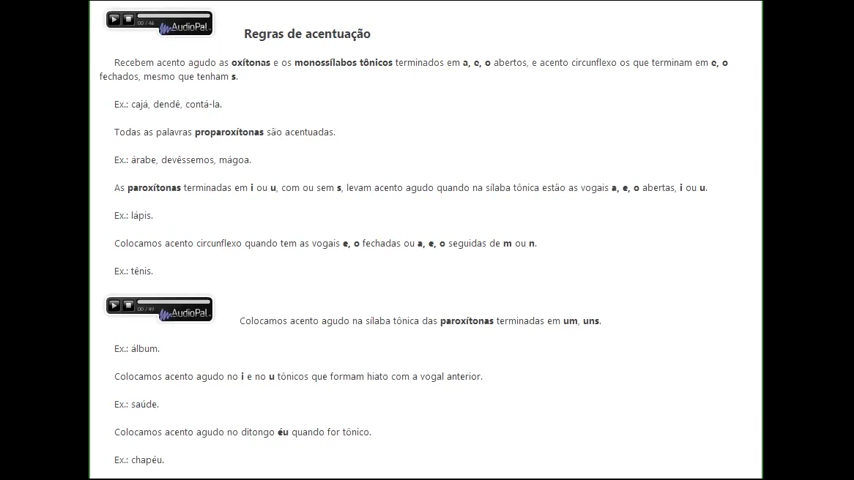 AudioPal
Regras de acentuação
Recebem acento agudo as oxítonas e os monossílabos tônicos terminados em a, e, o abertos, e acento circunflexo os que terminam em e, o
fechados, mesmo que tenham s.
Ex.: cajá, dendê, contá-la.
Todas as palavras proparoxítonas são acentuadas.
Ex.: árabe, devêssemos, mágoa.
As paroxítonas terminadas em i ou u, com ou sem s, levam acento agudo quando na sílaba tônica estão as vogais a, e, o abertas, i ou u.
Ex.: lápis.
Colocamos acento circunflexo quando tem as vogais e, o fechadas ou a, e, o seguidas de m ou n.
Ex.: tênis.
AudioPal
Colocamos acento agudo na sílaba tônica das paroxítonas terminadas em um, uns.
Ex.: álbum.
Colocamos acento agudo no i e no u tônicos que formam hiato com a vogal anterior.
Ex.: saúde.
Colocamos acento agudo no ditongo éu quando for tônico.
Ex.: chapéu.